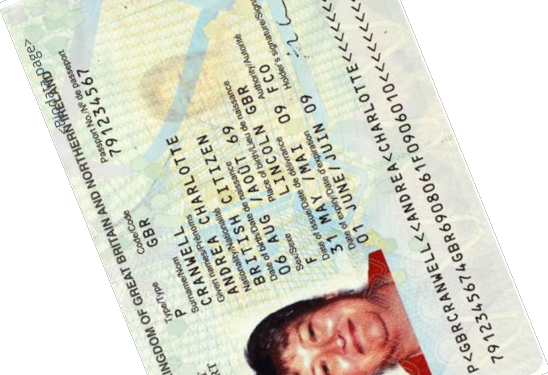 KINGDOM OF GREAT BRITAIN AND NORTHERN IRELAND
Type/Type
Code/Code
Passport No./Nº de passeport
P
GBR
791234567
Surname/Nom
CRANWELL
Given names/Prénoms
ANDREA CHARLOTTE
Nationality/Nationalité
BRITISH CITIZEN
Date of birth/Date de naissance
06 AUG /AOUT 69
Sex/Sexe
Place of birth/Lieu de naissance
F
LINCOLN GBR
Date of issue/Date de délivrance
Authority/Autorité
31 MAY /MAI 09
FCO
Date of expiry/Date d'expiration
Holder's signature/
01 JUNE/JUIN 09
P<GBRCRANWELL<<ANDREA<CHARLOTTE<<<<<<<
7912345674GBR6908061F0906010<<<<<<